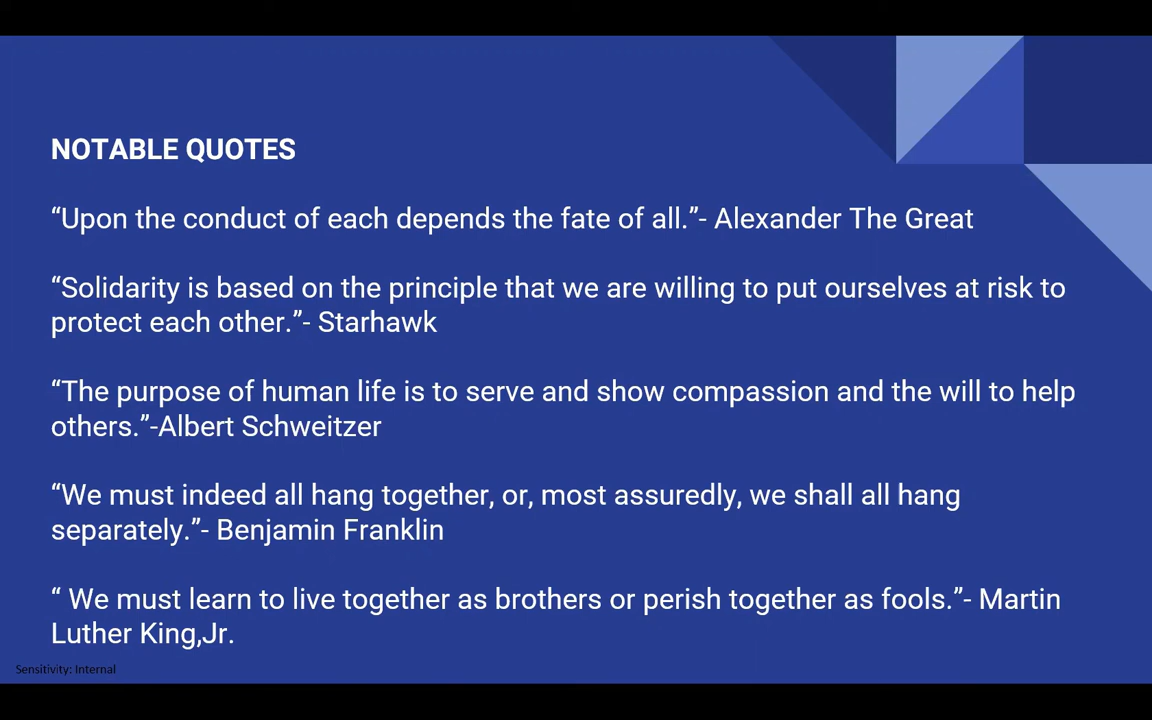 NOTABLE QUOTES
“Upon the conduct of each depends the fate of all.”- Alexander The Great
“Solidarity is based on the principle that we are willing to put ourselves at risk to
protect each other.”- Starhawk
“The purpose of human life is to serve and show compassion and the will to help
others.”-Albert Schweitzer
“We must indeed all hang together, or, most assuredly, we shall all hang
separately.”- Benjamin Franklin
“ We must learn to live together as brothers or perish together as fools.”- Martin
Luther King,Jr.
Sensitivity: Internal